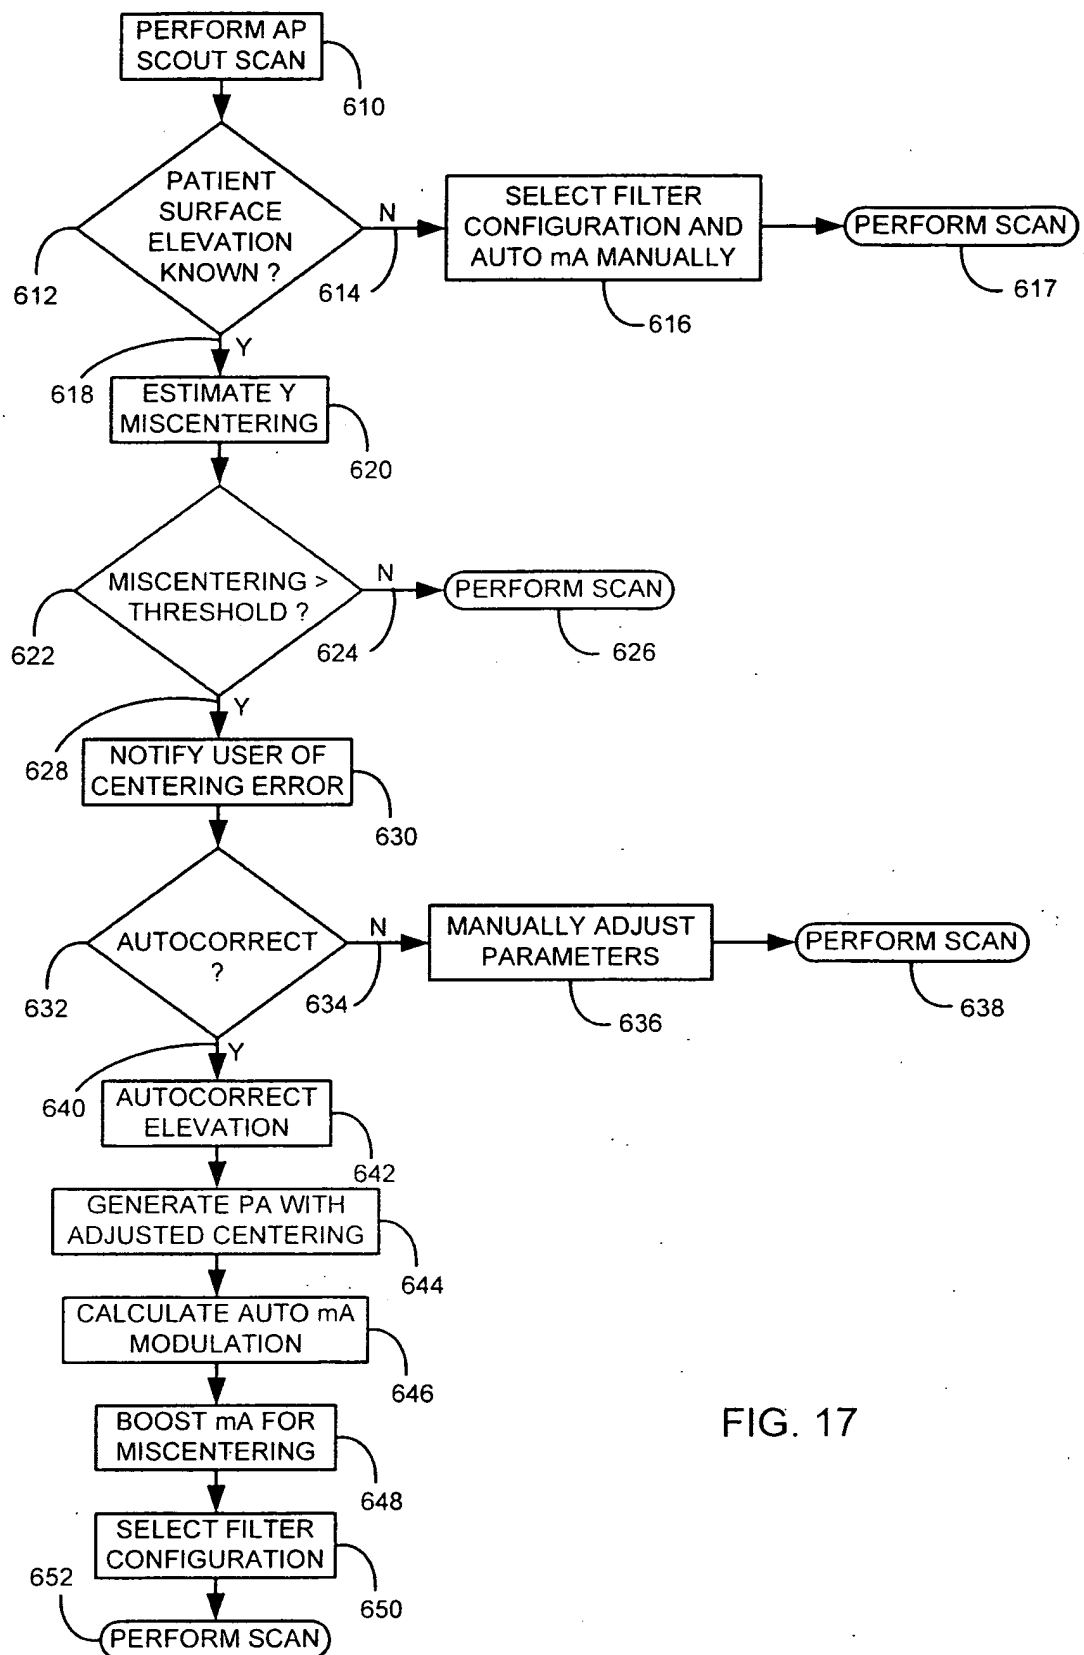 PERFORM AP
SCOUT SCAN
610
PATIENT
SURFACE
ELEVATION
KNOWN ?
612
N
614
SELECT FILTER
CONFIGURATION AND
AUTO mA MANUALLY
616
PERFORM SCAN
617
Y
618
ESTIMATE Y
MISCENTERING
620
MISCENTERING >
THRESHOLD ?
622
N
624
PERFORM SCAN
626
Y
628
NOTIFY USER OF
CENTERING ERROR
630
AUTOCORRECT
?
632
N
634
MANUALLY ADJUST
PARAMETERS
636
PERFORM SCAN
638
Y
640
AUTOCORRECT
ELEVATION
642
GENERATE PA WITH
ADJUSTED CENTERING
644
CALCULATE AUTO mA
MODULATION
646
BOOST mA FOR
MISCENTERING
648
SELECT FILTER
CONFIGURATION
650
652
PERFORM SCAN
FIG. 17